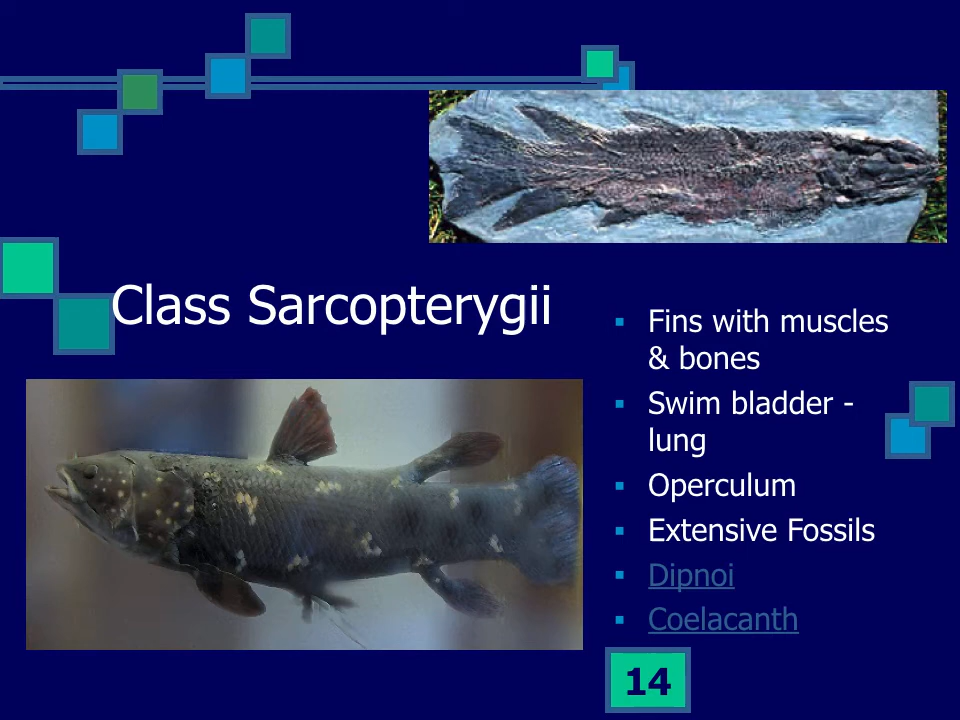 Class Sarcopterygii
▪ Fins with muscles
& bones
▪ Swim bladder -
lung
▪ Operculum
▪ Extensive Fossils
▪ Dipnoi
▪ Coelacanth
14